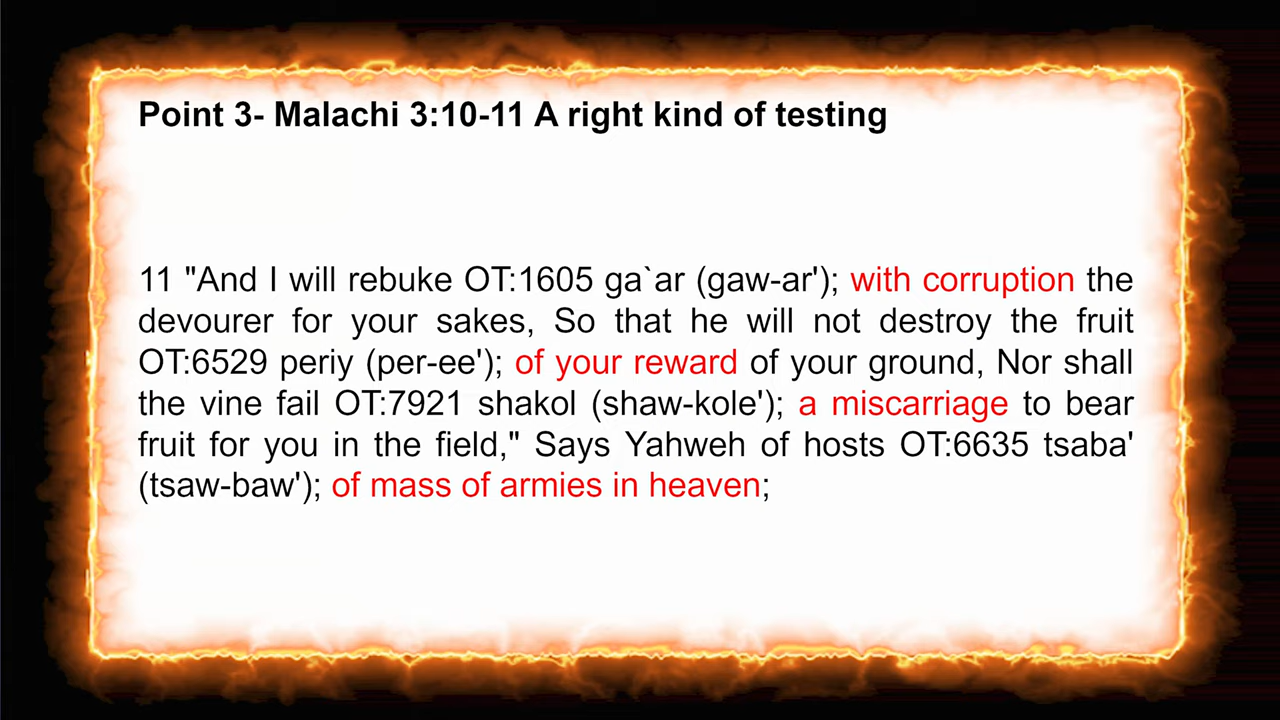 Point 3- Malachi 3:10-11 A right kind of testing
11 "And I will rebuke OT:1605 ga`ar (gaw-ar'); with corruption the
devourer for your sakes, So that he will not destroy the fruit
OT:6529 periy (per-ee'); of your reward of your ground, Nor shall
the vine fail OT:7921 shakol (shaw-kole'); a miscarriage to bear
fruit for you in the field," Says Yahweh of hosts OT:6635 tsaba'
(tsaw-baw'); of mass of armies in heaven;